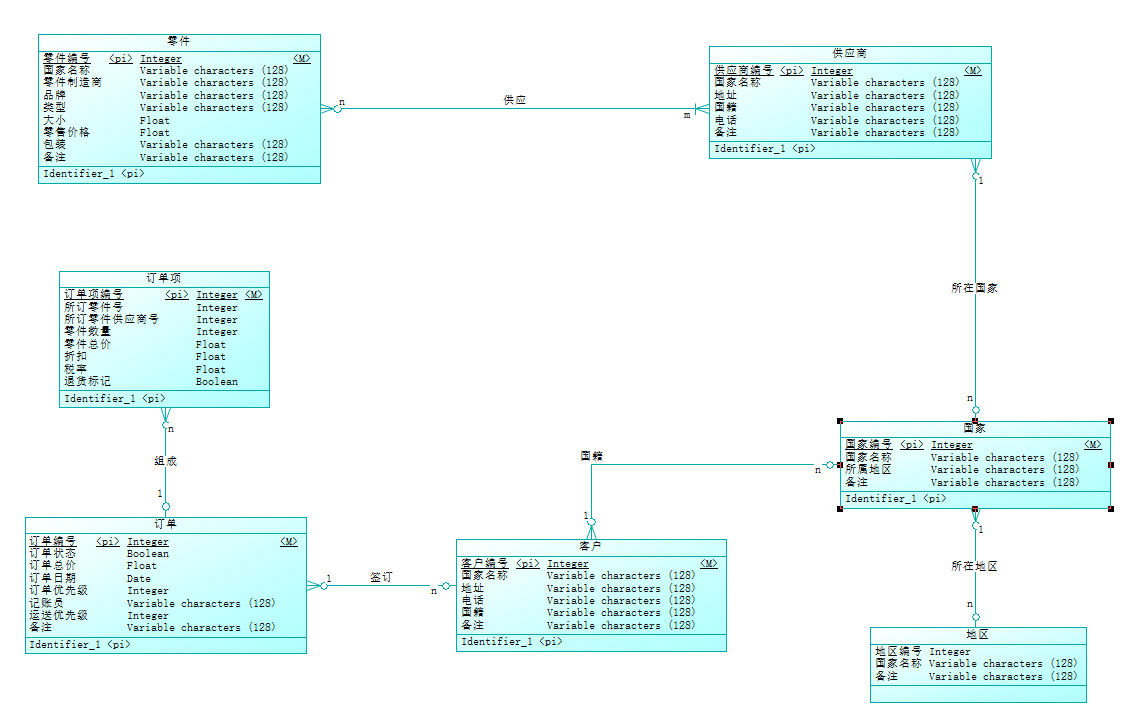 零件
零件编号 <pi> Integer <M>
国家名称 Variable characters (128)
零件制造商 Variable characters (128)
品牌 Variable characters (128)
类型 Variable characters (128)
大小 Float
零售价格 Float
包装 Variable characters (128)
备注 Variable characters (128)
Identifier_1 <pi>
n
供应
m
供应商
供应商编号 <pi> Integer <M>
国家名称 Variable characters (128)
地址 Variable characters (128)
国籍 Variable characters (128)
电话 Variable characters (128)
备注 Variable characters (128)
Identifier_1 <pi>
1
所在国家
n
订单项
订单项编号 <pi> Integer <M>
所订零件号 Integer
所订零件供应商号 Integer
零件数量 Integer
零件总价 Float
折扣 Float
税率 Float
退货标记 Boolean
Identifier_1 <pi>
n
组成
1
国家
国家编号 <pi> Integer <M>
国家名称 Variable characters (128)
所属地区 Variable characters (128)
备注 Variable characters (128)
Identifier_1 <pi>
国籍
n
1
订单
订单编号 <pi> Integer <M>
订单状态 Boolean
订单总价 Float
订单日期 Date
订单优先级 Integer
记账员 Variable characters (128)
运送优先级 Integer
备注 Variable characters (128)
Identifier_1 <pi>
1
签订
n
客户
客户编号 <pi> Integer <M>
国家名称 Variable characters (128)
地址 Variable characters (128)
电话 Variable characters (128)
国籍 Variable characters (128)
备注 Variable characters (128)
Identifier_1 <pi>
1
所在地区
n
地区
地区编号 Integer
国家名称 Variable characters (128)
备注 Variable characters (128)